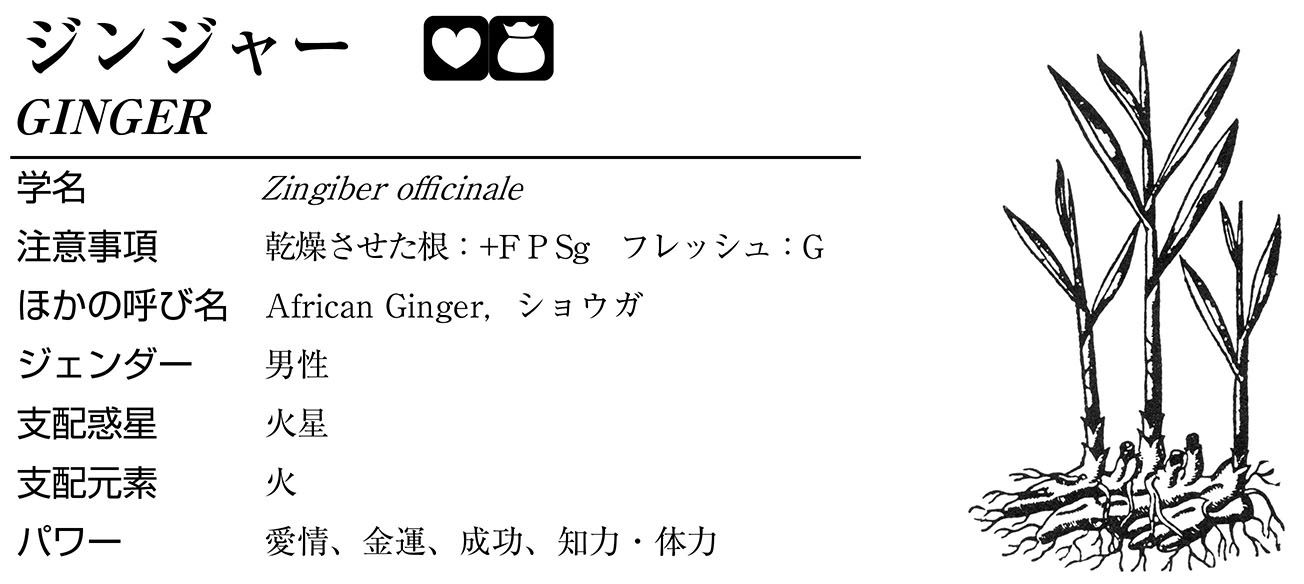 ジンジャー
GINGER
学名 Zingiber officinale
注意事項 乾燥させた根：+F P Sg　フレッシュ：G
ほかの呼び名 African Ginger, ショウガ
ジェンダー 男性
支配惑星 火星
支配元素 火
パワー 愛情、金運、成功、知力・体力